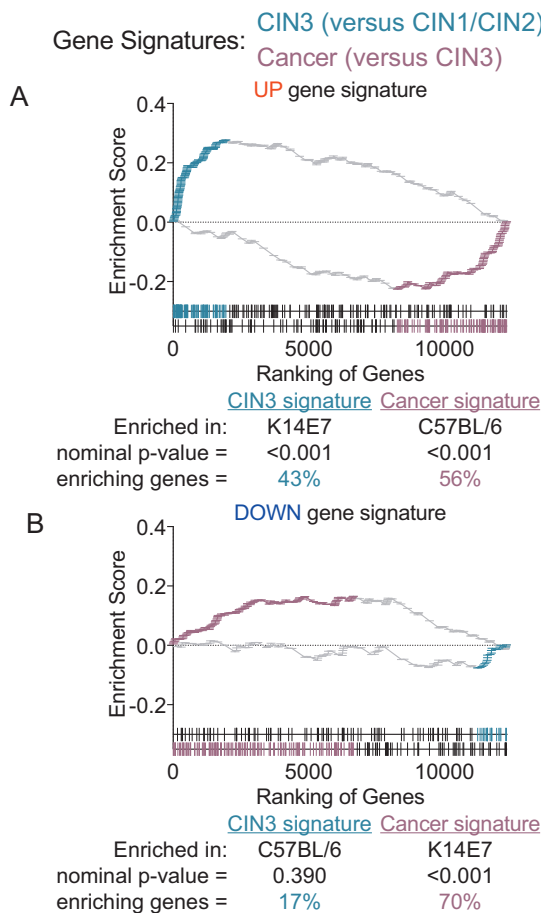 Gene Signatures:
CIN3 (versus CIN1/CIN2)
Cancer (versus CIN3)
A
UP gene signature
Enrichment Score
0.4
0.2
0.0
-0.2
0 5000 10000
Ranking of Genes
CIN3 signature Cancer signature
Enriched in: K14E7 C57BL/6
nominal p-value = <0.001 <0.001
enriching genes = 43% 56%
B
DOWN gene signature
Enrichment Score
0.4
0.2
0.0
-0.2
0 5000 10000
Ranking of Genes
CIN3 signature Cancer signature
Enriched in: C57BL/6 K14E7
nominal p-value = 0.390 <0.001
enriching genes = 17% 70%